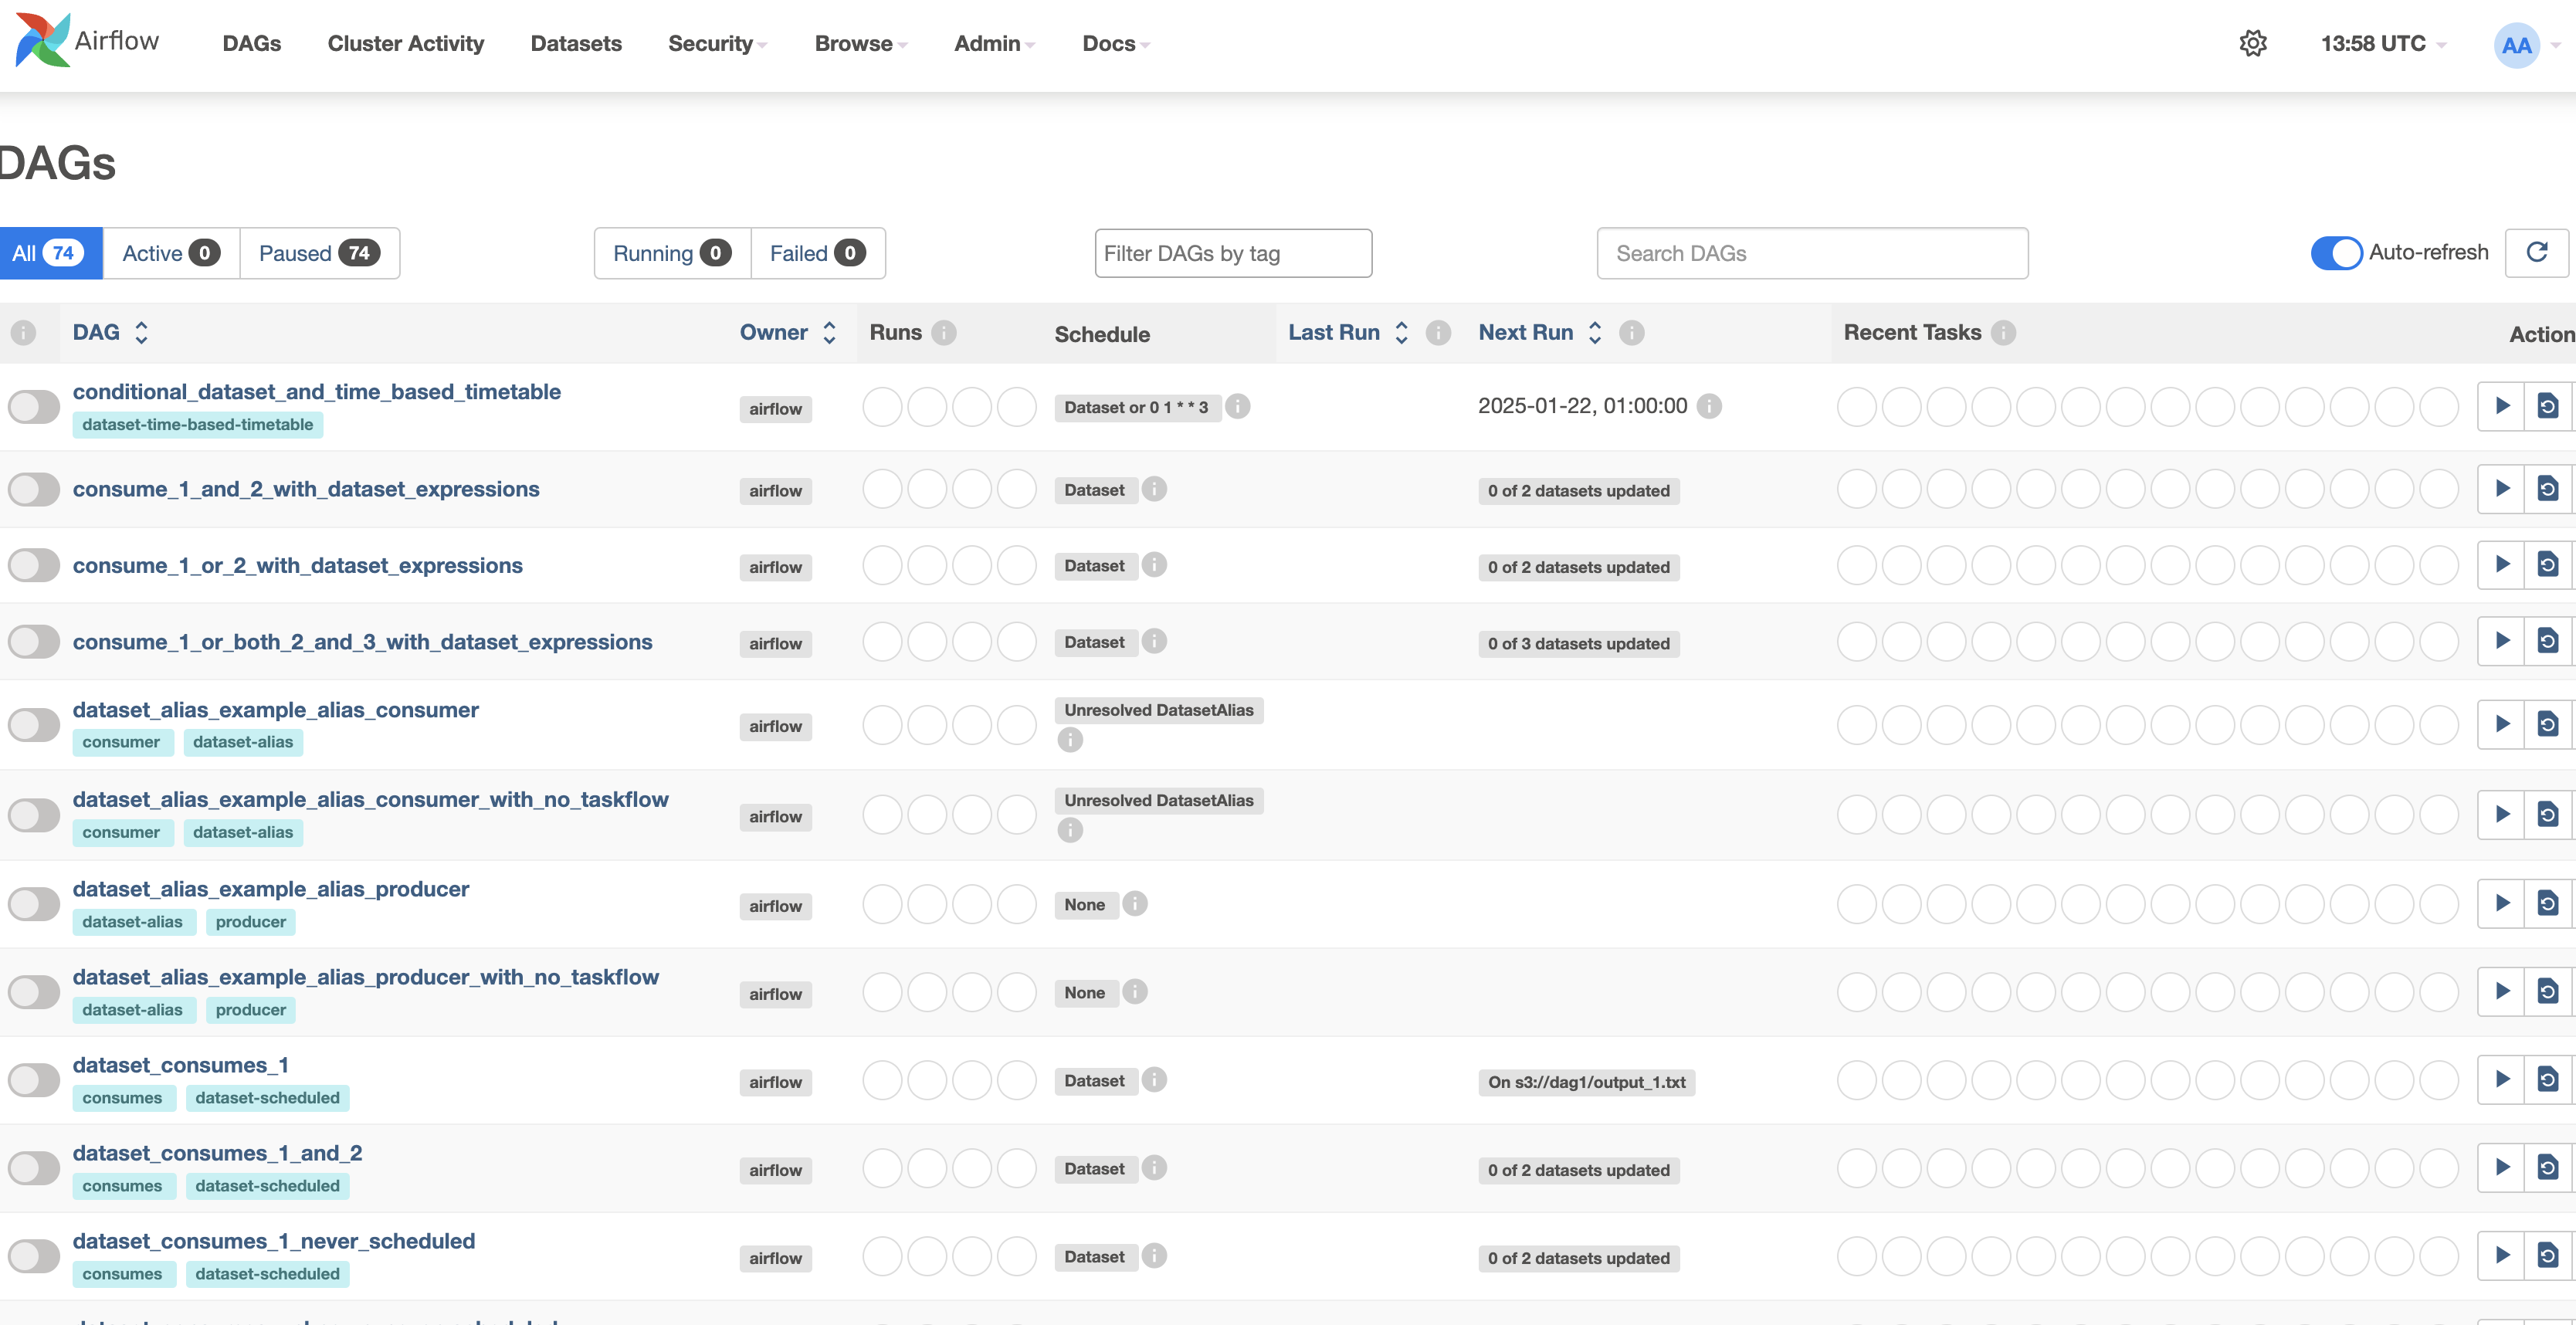 Airflow DAGs Cluster Activity Datasets Security Browse Admin Docs 13:58 UTC AA
DAGs
All 74 Active 0 Paused 74 Running 0 Failed 0 Filter DAGs by tag Search DAGs Auto-refresh
DAG Owner Runs Schedule Last Run Next Run Recent Tasks Action
conditional_dataset_and_time_based_timetable
dataset-time-based-timetable
airflow Dataset or 0 1 * * 3 2025-01-22, 01:00:00
consume_1_and_2_with_dataset_expressions airflow Dataset 0 of 2 datasets updated
consume_1_or_2_with_dataset_expressions airflow Dataset 0 of 2 datasets updated
consume_1_or_both_2_and_3_with_dataset_expressions airflow Dataset 0 of 3 datasets updated
dataset_alias_example_alias_consumer
consumer dataset-alias
airflow Unresolved DatasetAlias
dataset_alias_example_alias_consumer_with_no_taskflow
consumer dataset-alias
airflow Unresolved DatasetAlias
dataset_alias_example_alias_producer
dataset-alias producer
airflow None
dataset_alias_example_alias_producer_with_no_taskflow
dataset-alias producer
airflow None
dataset_consumes_1
consumes dataset-scheduled
airflow Dataset On s3://dag1/output_1.txt
dataset_consumes_1_and_2
consumes dataset-scheduled
airflow Dataset 0 of 2 datasets updated
dataset_consumes_1_never_scheduled
consumes dataset-scheduled
airflow Dataset 0 of 2 datasets updated